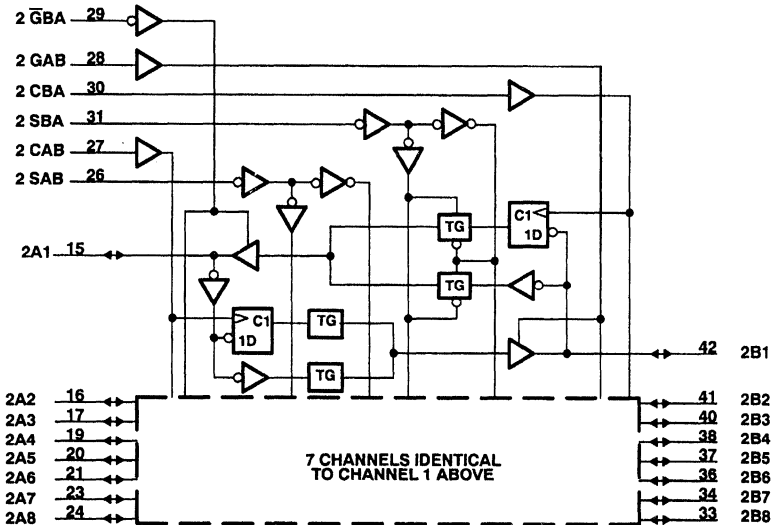 2 G̅BA 29
2 GAB 28
2 CBA 30
2 SBA 31
2 CAB 27
2 SAB 26
TG
C1
1D
2A1 15
TG
C1
1D
TG
42 2B1
TG
2A2 16
41 2B2
2A3 17
40 2B3
2A4 19
38 2B4
2A5 20
37 2B5
2A6 21
36 2B6
2A7 23
34 2B7
2A8 24
33 2B8
7 CHANNELS IDENTICAL
TO CHANNEL 1 ABOVE